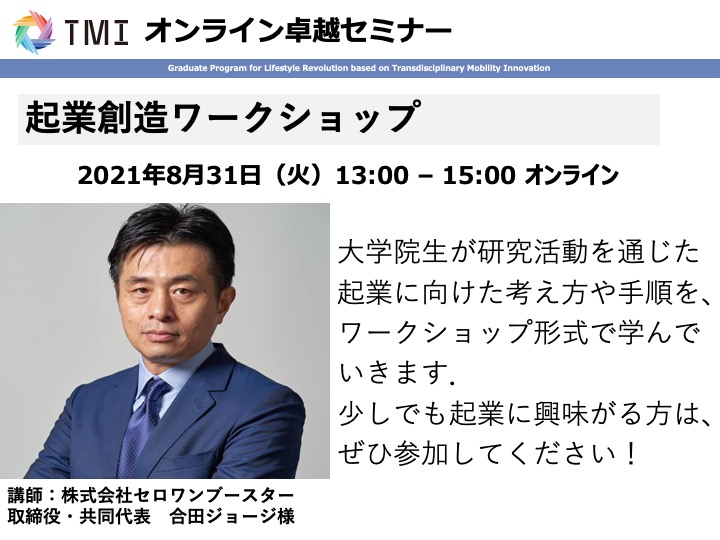 TMI オンライン卓越セミナー
Graduate Program for Lifestyle Revolution based on Transdisciplinary Mobility Innovation
起業創造ワークショップ
2021年8月31日（火）13:00 – 15:00 オンライン
大学院生が研究活動を通じた
起業に向けた考え方や手順を、
ワークショップ形式で学んで
いきます．
少しでも起業に興味がる方は、
ぜひ参加してください！
講師：株式会社セロワンブースター
取締役・共同代表　合田ジョージ様